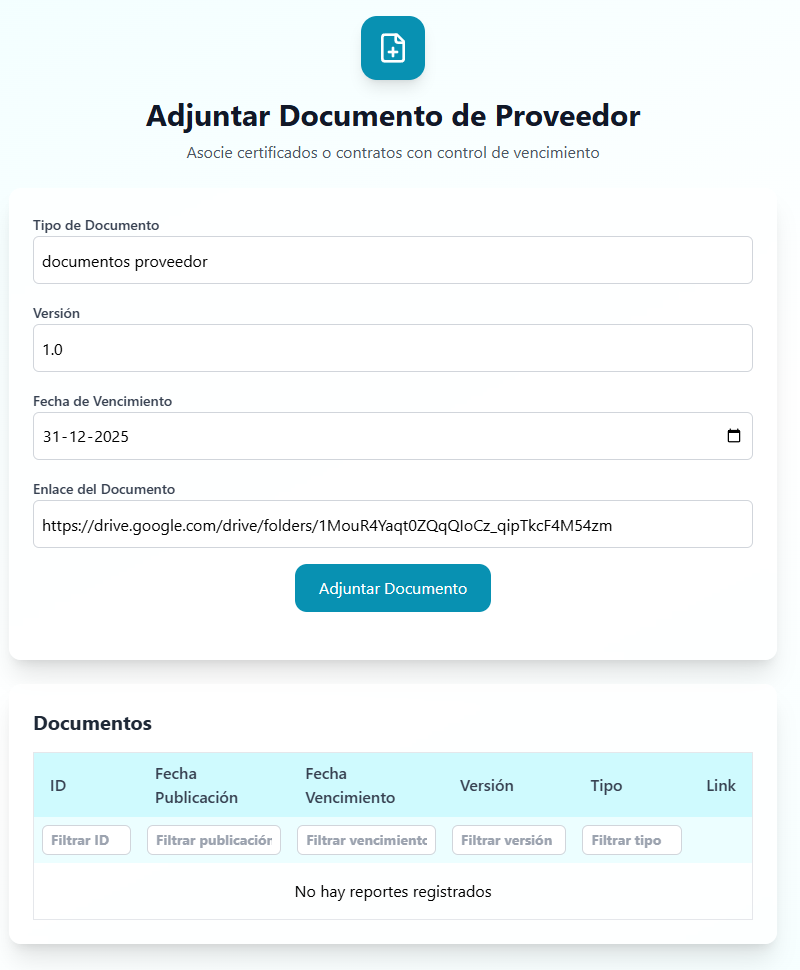 Adjuntar Documento de Proveedor
Asocie certificados o contratos con control de vencimiento
Tipo de Documento
documentos proveedor
Versión
1.0
Fecha de Vencimiento
31-12-2025
Enlace del Documento
https://drive.google.com/drive/folders/1MouR4Yaqt0ZQqQIoCz_qipTkcF4M54zm
Adjuntar Documento
Documentos
ID Fecha Publicación Fecha Vencimiento Versión Tipo Link
Filtrar ID Filtrar publicación Filtrar vencimiento Filtrar versión Filtrar tipo
No hay reportes registrados